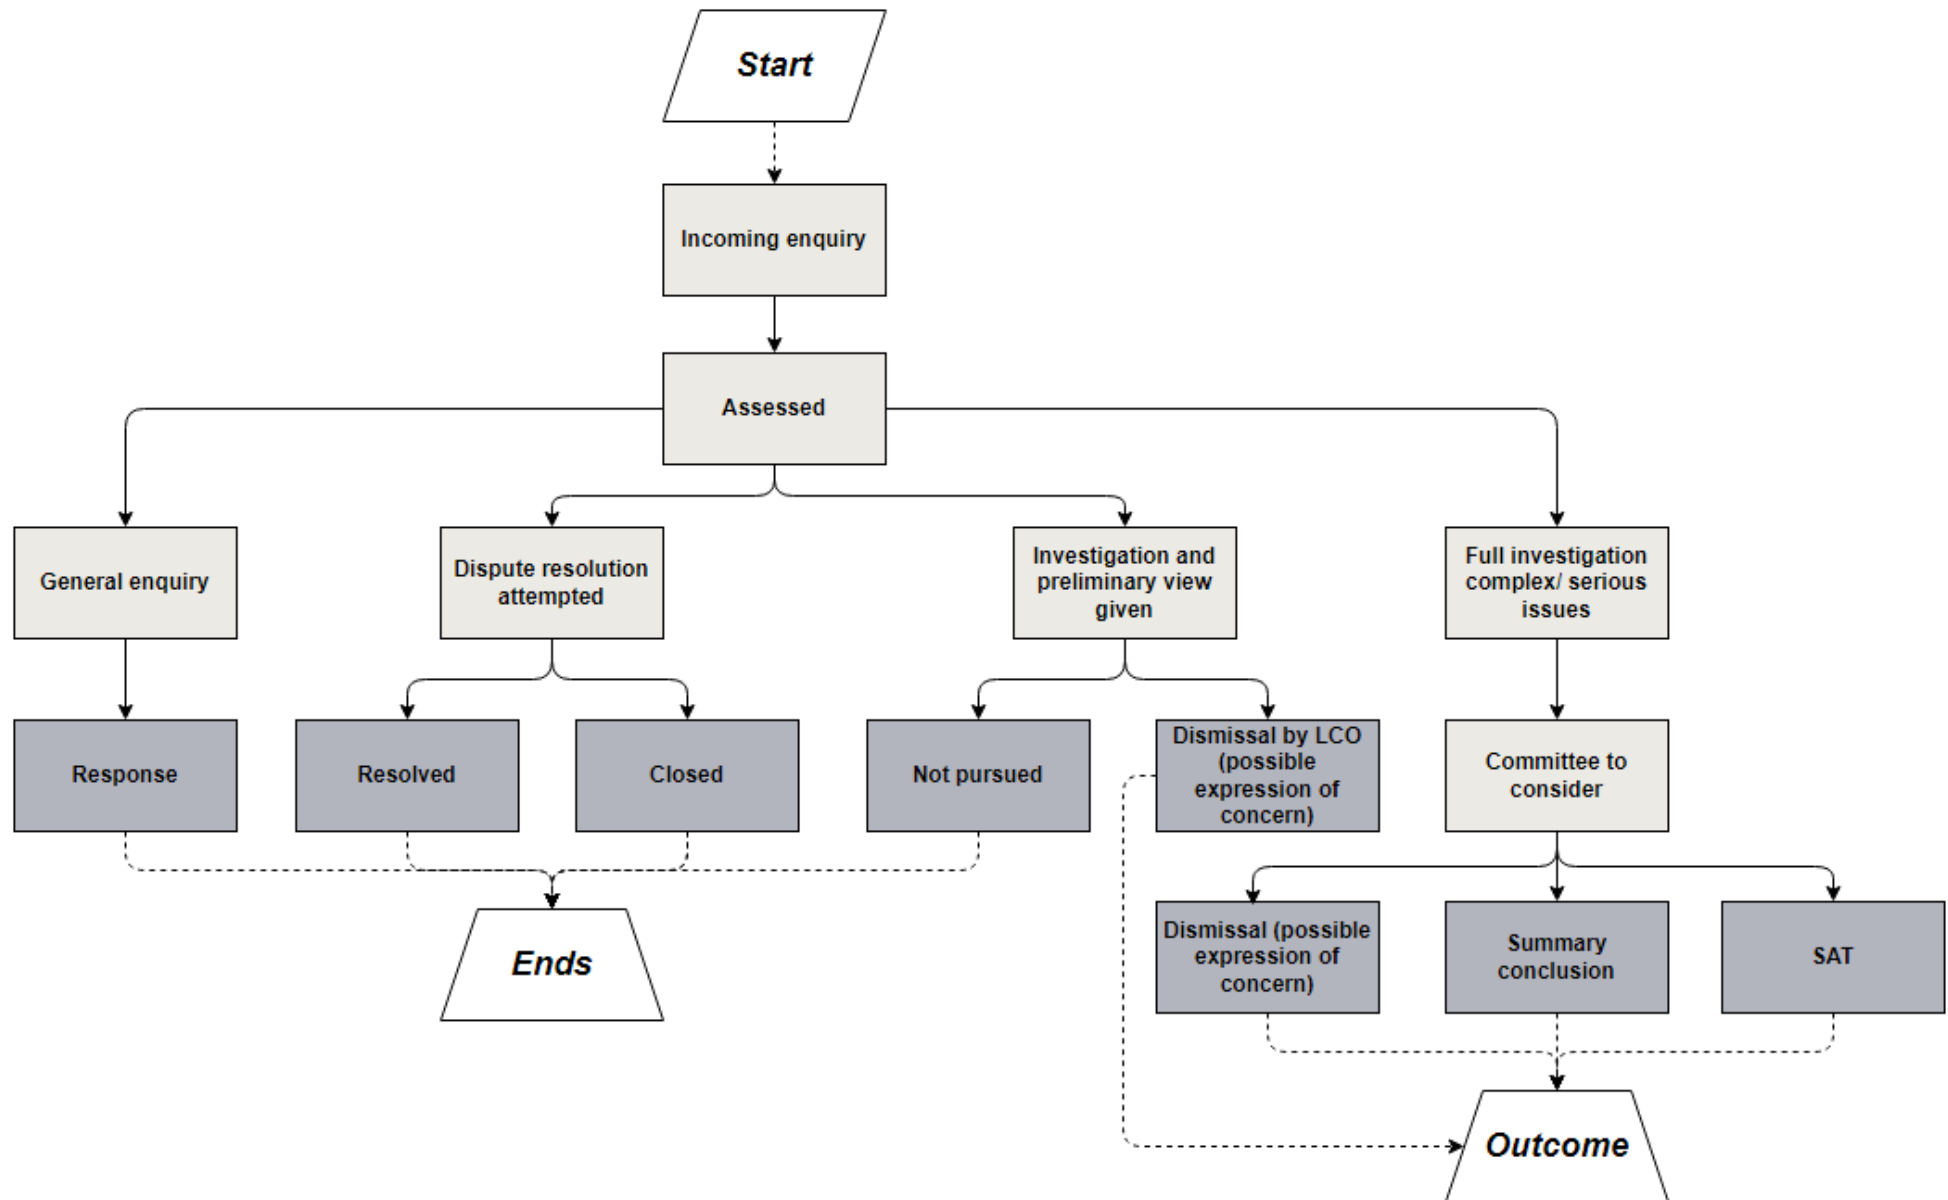 Start
Incoming enquiry
Assessed
General enquiry
Dispute resolution
attempted
Investigation and
preliminary view
given
Full investigation
complex/ serious
issues
Response
Resolved
Closed
Not pursued
Dismissal by LCO
(possible
expression of
concern)
Committee to
consider
Dismissal (possible
expression of
concern)
Summary
conclusion
SAT
Ends
Outcome